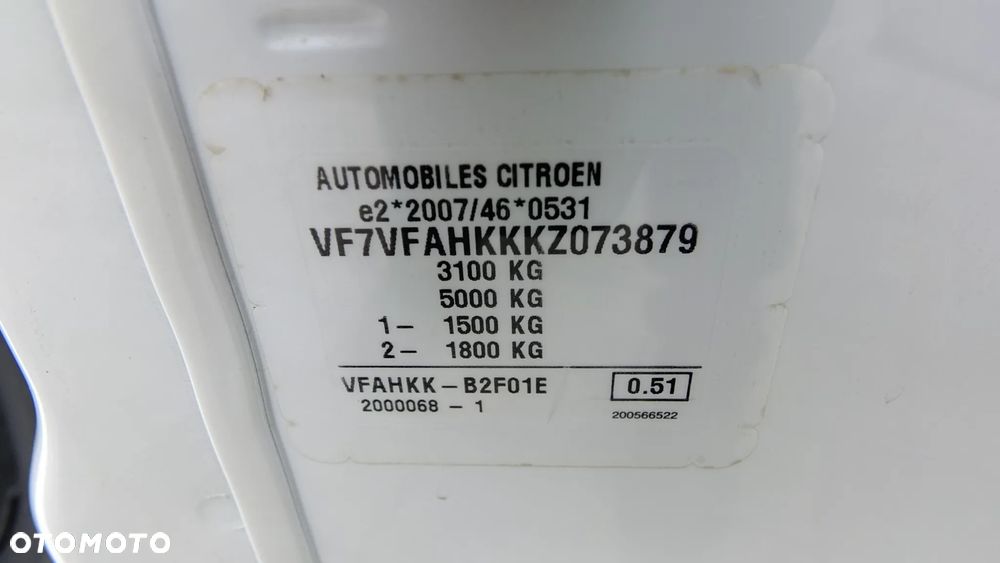 AUTOMOBILES CITROEN
e2*2007/46*0531
VF7VFAHKKKZ073879
3100 KG
5000 KG
1- 1500 KG
2- 1800 KG
VFAHKK-B2F01E 0.51
2000068-1 200566522
OTOMOTO